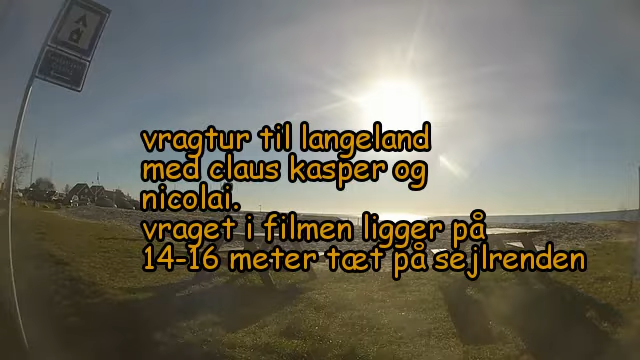 vragtur til langeland
med claus kasper og
nicolai.
vraget i filmen ligger på
14-16 meter tæt på sejlrenden